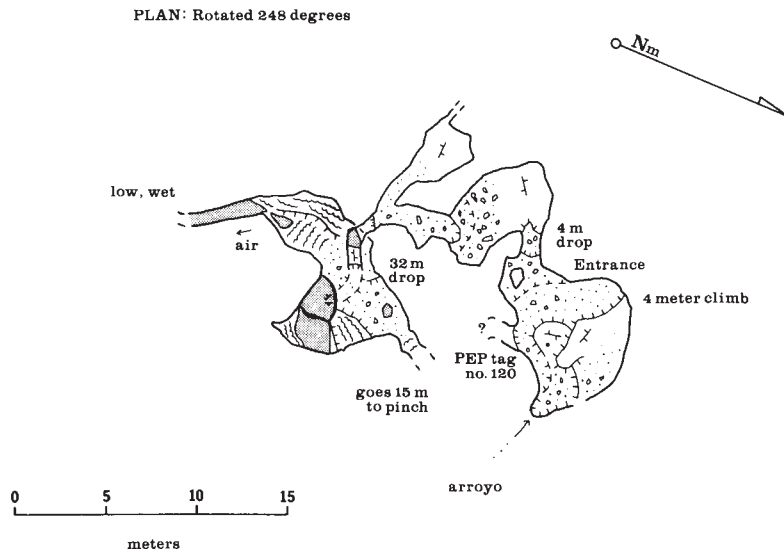 PLAN: Rotated 248 degrees
Nm
low, wet
air
4 m
drop
32 m
drop
Entrance
4 meter climb
?
PEP tag
no. 120
goes 15 m
to pinch
arroyo
0 5 10 15
meters